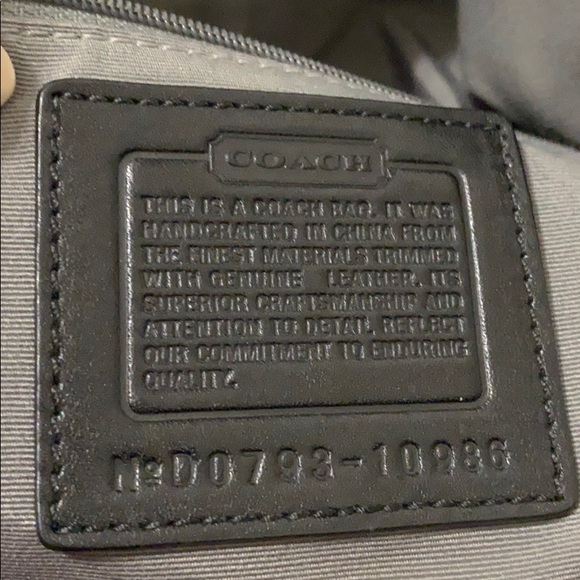 COACH
THIS IS A COACH BAG. IT WAS
HANDCRAFTED IN CHINA FROM
THE FINEST MATERIALS TRIMMED
WITH GENUINE LEATHER. ITS
SUPERIOR CRAFTSMANSHIP AND
ATTENTION TO DETAIL REFLECT
OUR COMMITMENT TO ENDURING
QUALITY.
№D0793-10986